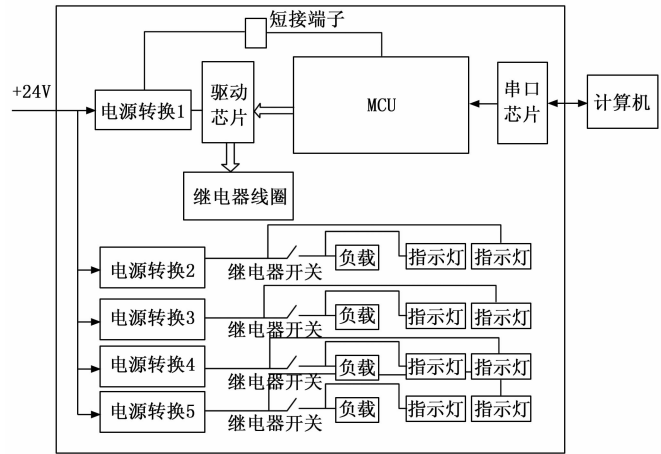 短接端子
+24V
电源转换1
驱动
芯片
MCU
串口
芯片
计算机
继电器线圈
电源转换2
继电器开关
负载
指示灯
指示灯
电源转换3
继电器开关
负载
指示灯
指示灯
电源转换4
继电器开关
负载
指示灯
指示灯
电源转换5
继电器开关
负载
指示灯
指示灯